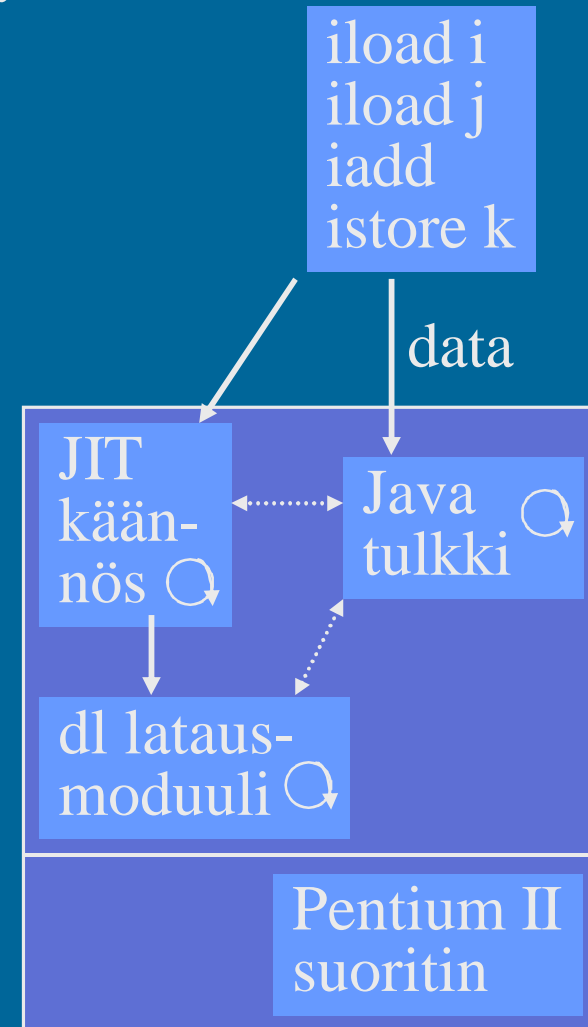 iload i
iload j
iadd
istore k
data
JIT
kään-
nös
Java
tulkki
dl lataus-
moduuli
Pentium II
suoritin